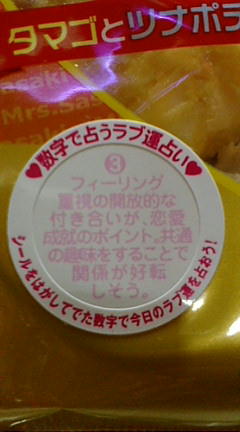 タマゴとツナポテ
asaki
Mrs.Sas
asak
♥数字で占うラブ運占い♥
③
フィーリング
重視の開放的な
付き合いが、恋愛
成就のポイント。共通
の趣味をすることで
関係が好転
しそう。
シールをはがしてでた数字で今日のラブ運を占おう!